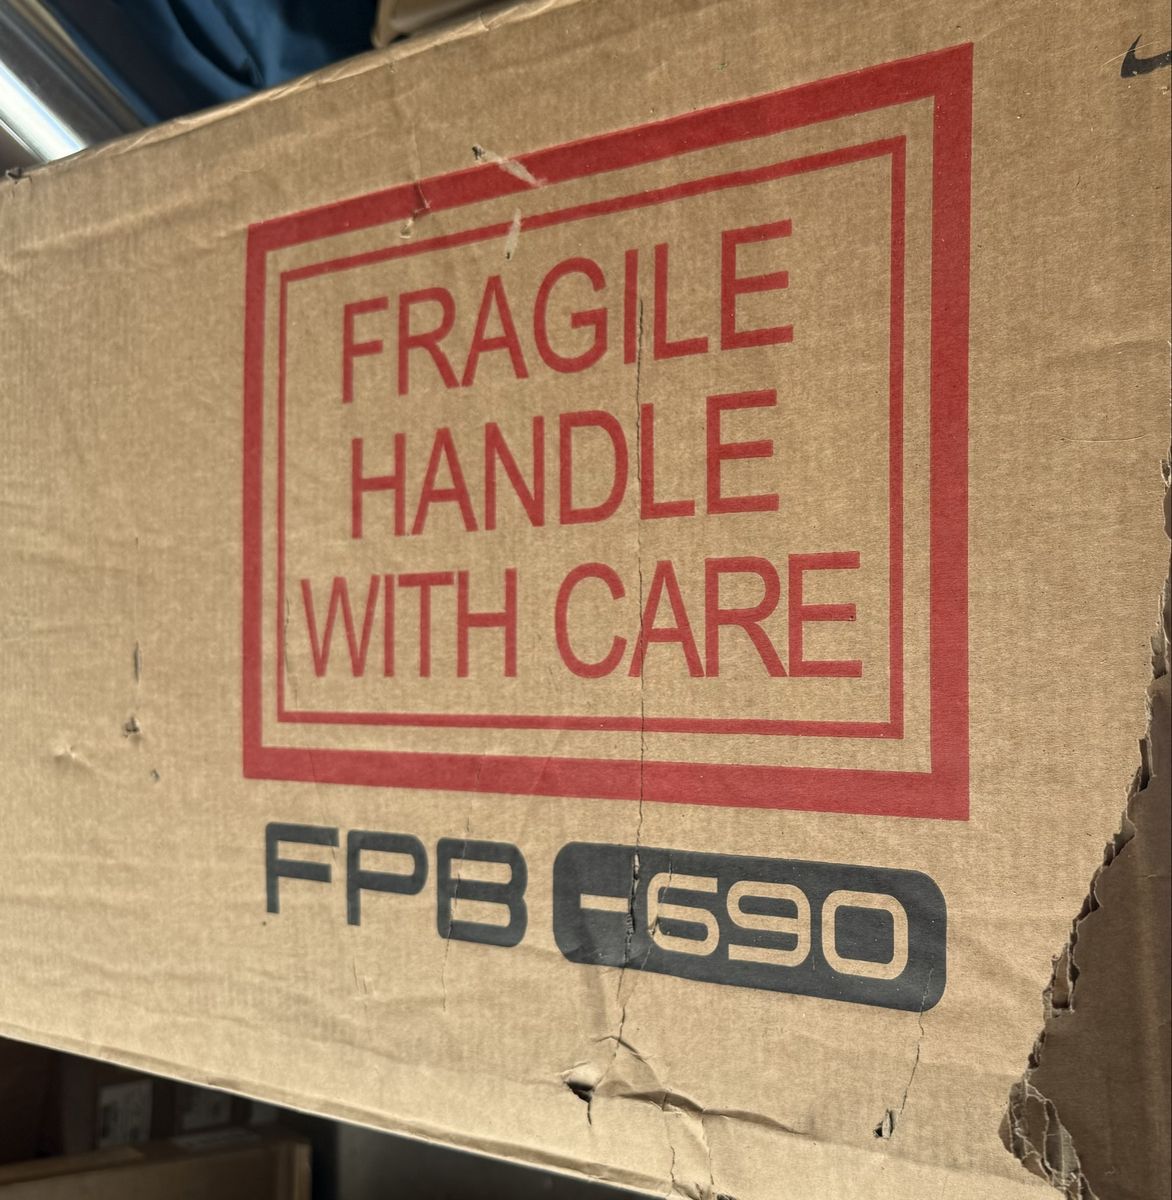 FRAGILE
HANDLE
WITH CARE
FPB -690